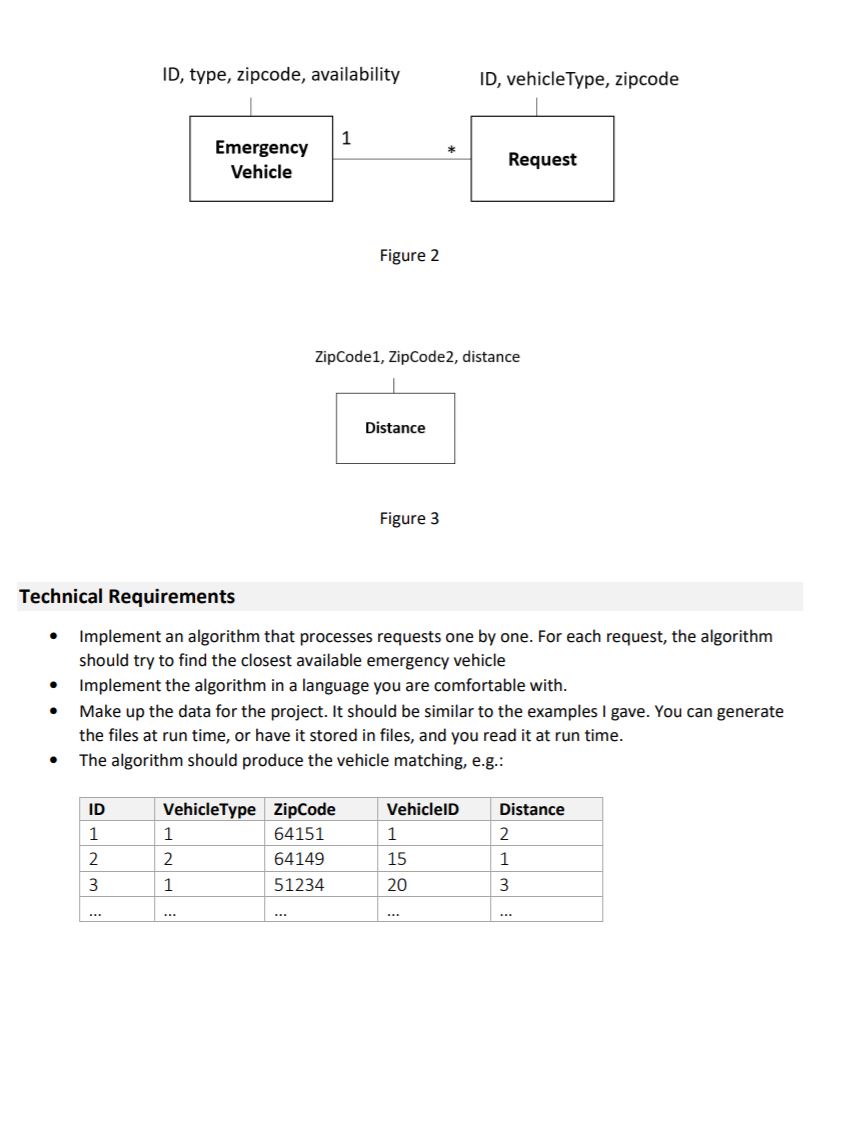 ID, type, zipcode, availability
ID, vehicleType, zipcode
Emergency
Vehicle
1
*
Request
Figure 2
ZipCode1, ZipCode2, distance
Distance
Figure 3
Technical Requirements
• Implement an algorithm that processes requests one by one. For each request, the algorithm
should try to find the closest available emergency vehicle
• Implement the algorithm in a language you are comfortable with.
• Make up the data for the project. It should be similar to the examples I gave. You can generate
the files at run time, or have it stored in files, and you read it at run time.
• The algorithm should produce the vehicle matching, e.g.:
ID VehicleType ZipCode VehicleID Distance
1 1 64151 1 2
2 2 64149 15 1
3 1 51234 20 3
... ... ... ... ...